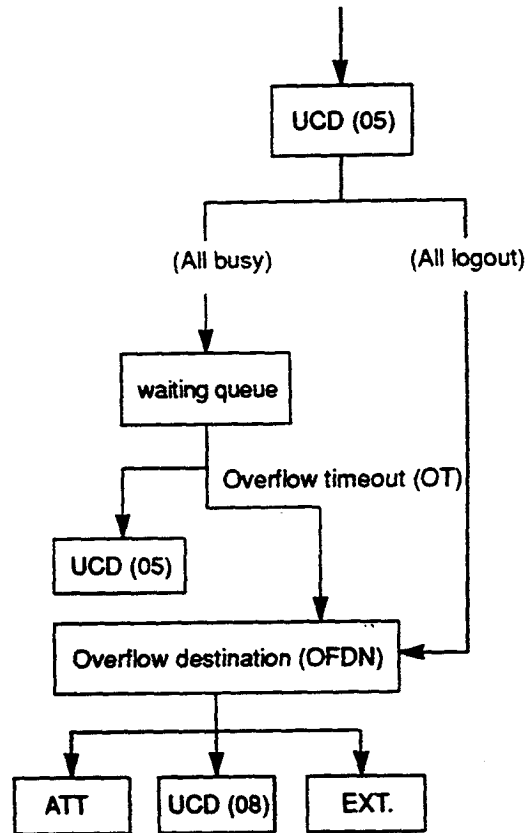 UCD (05)
(All busy)
(All logout)
waiting queue
Overflow timeout (OT)
UCD (05)
Overflow destination (OFDN)
ATT
UCD (08)
EXT.